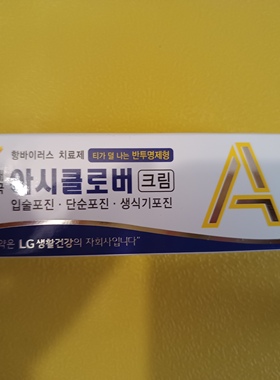 항바이러스 치료제 티가 덜 나는 반투명제형
아시클로버 크림 A
입술포진 · 단순포진 · 생식기포진
약은 LG생활건강의 자회사입니다"